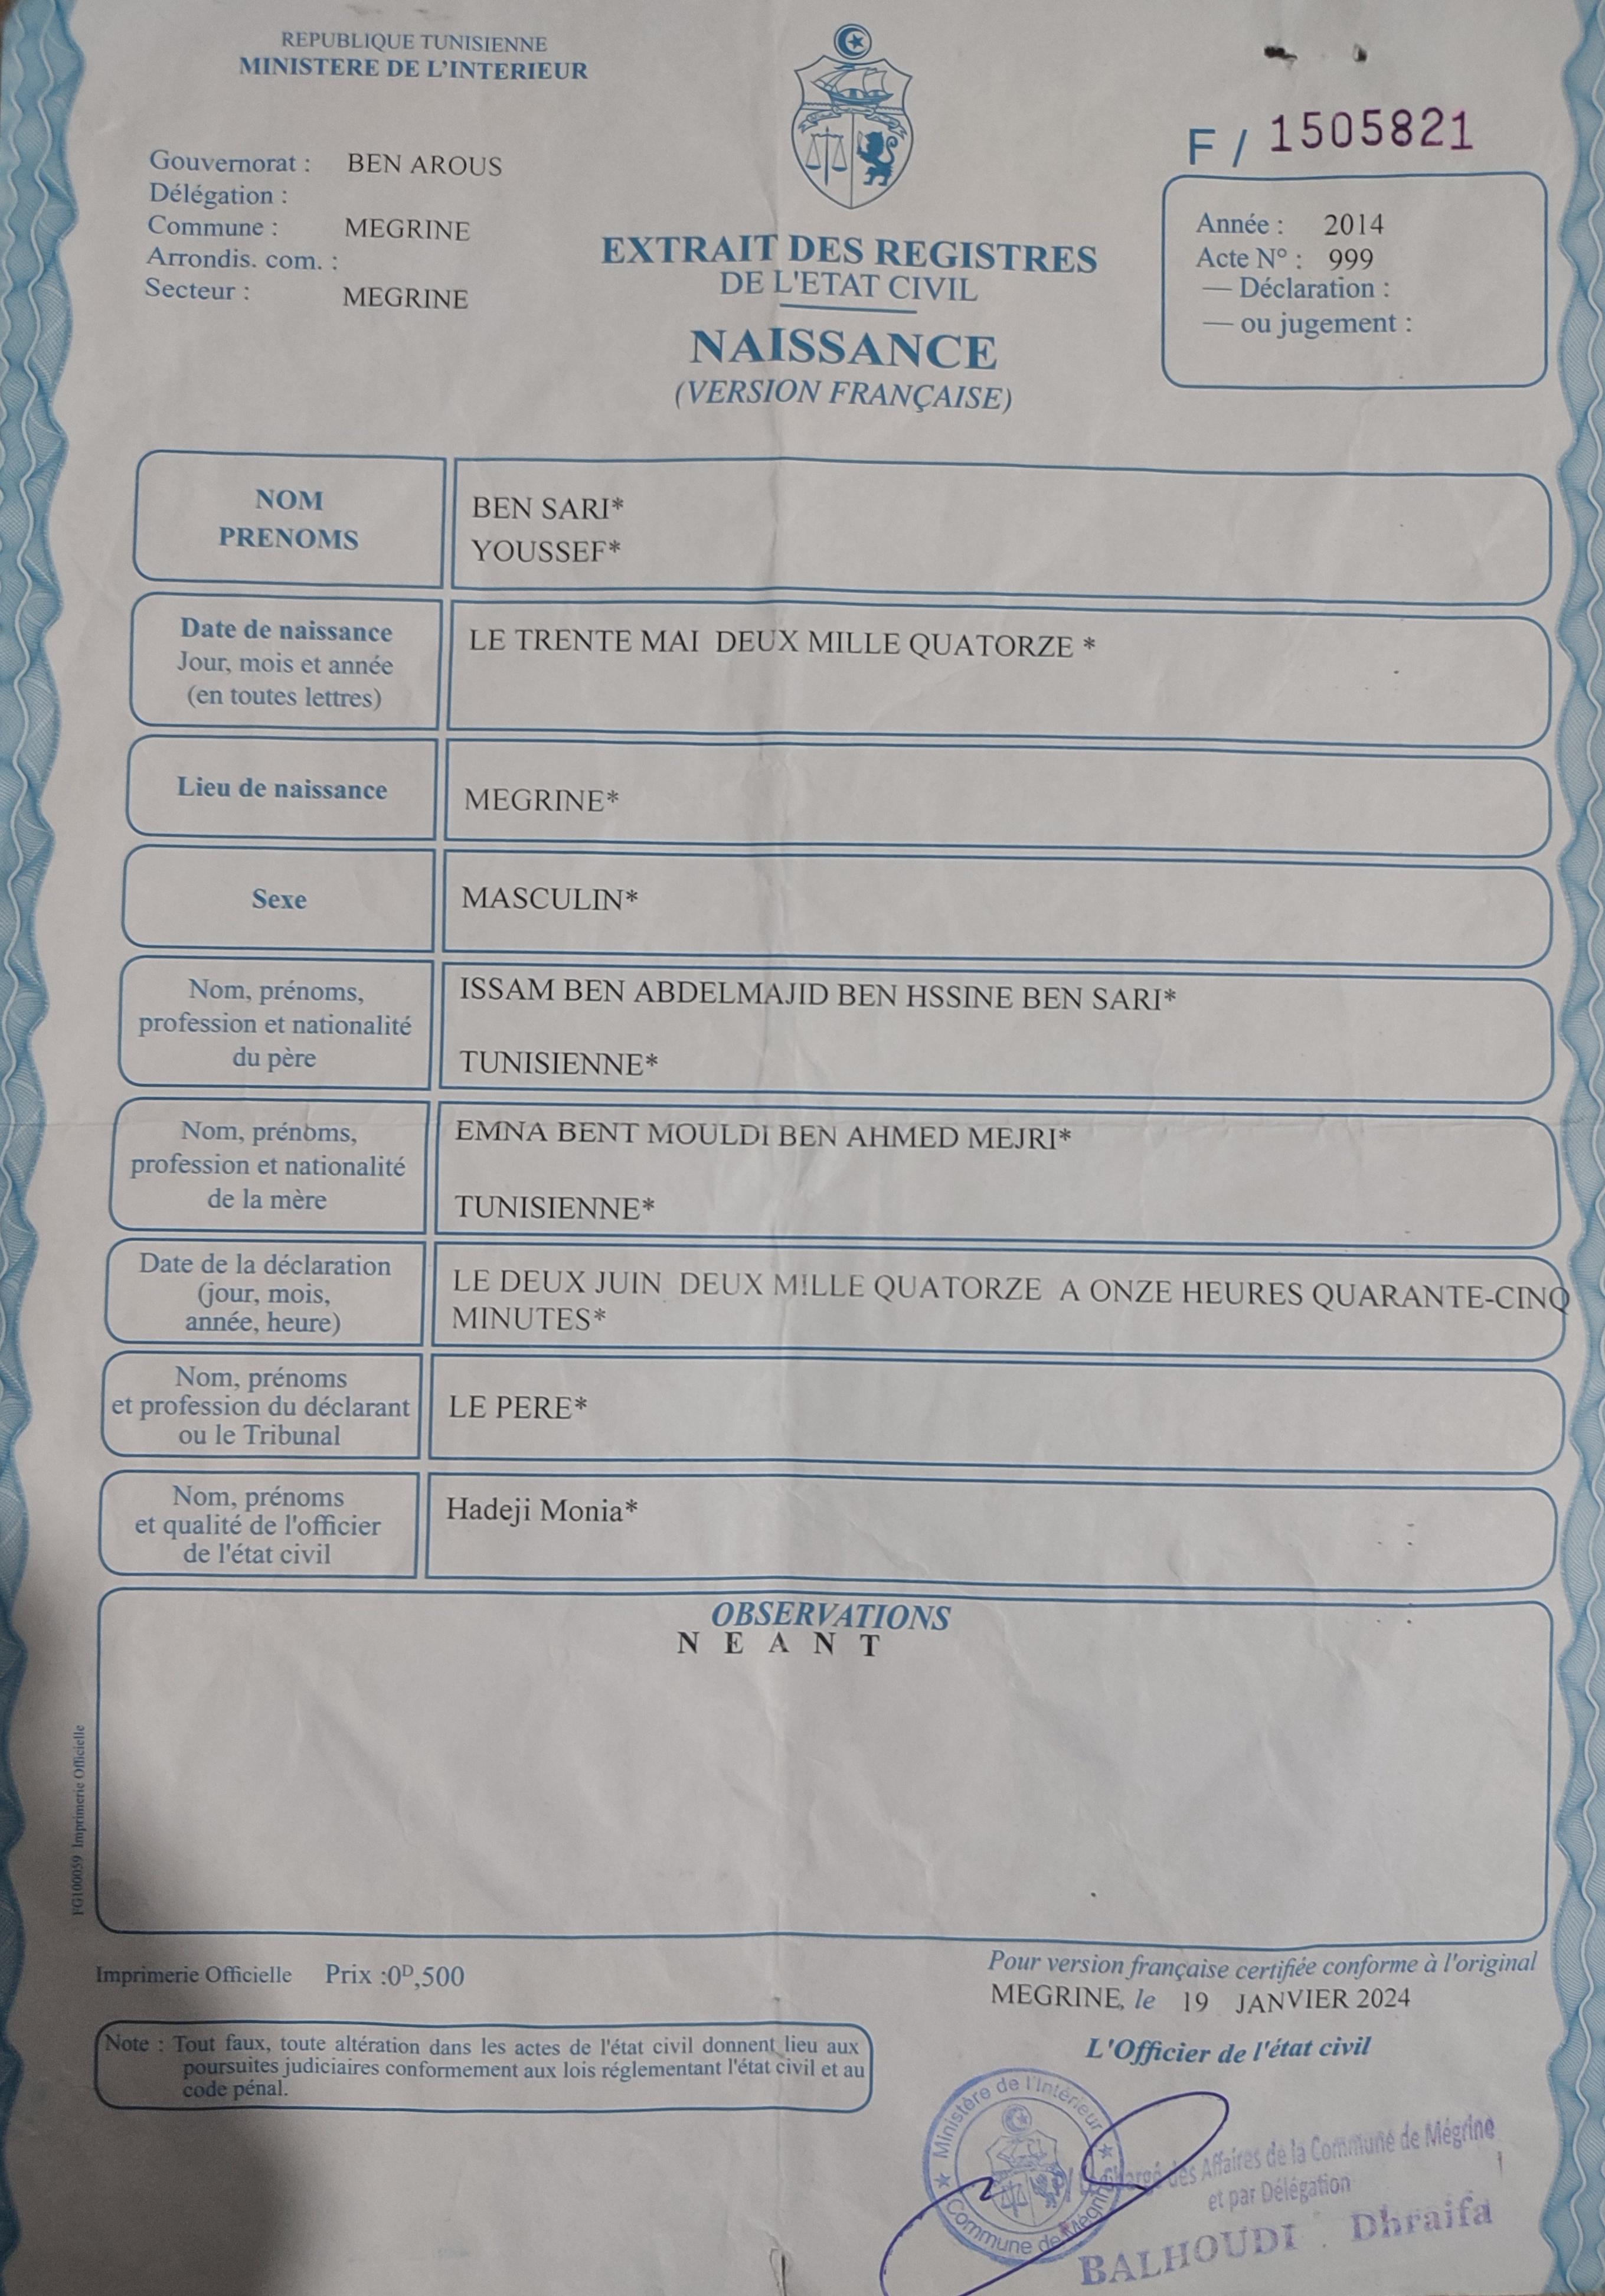 REPUBLIQUE TUNISIENNE
MINISTERE DE L'INTERIEUR
F / 1505821
Gouvernorat : BEN AROUS
Délégation :
Commune : MEGRINE
Arrondis. com. :
Secteur : MEGRINE
EXTRAIT DES REGISTRES
DE L'ETAT CIVIL
NAISSANCE
(VERSION FRANÇAISE)
Année : 2014
Acte N° : 999
— Déclaration :
— ou jugement :
NOM
PRENOMS
BEN SARI*
YOUSSEF*
Date de naissance
Jour, mois et année
(en toutes lettres)
LE TRENTE MAI DEUX MILLE QUATORZE *
Lieu de naissance
MEGRINE*
Sexe
MASCULIN*
Nom, prénoms,
profession et nationalité
du père
ISSAM BEN ABDELMAJID BEN HSSINE BEN SARI*
TUNISIENNE*
Nom, prénoms,
profession et nationalité
de la mère
EMNA BENT MOULDI BEN AHMED MEJRI*
TUNISIENNE*
Date de la déclaration
(jour, mois,
année, heure)
LE DEUX JUIN DEUX MILLE QUATORZE A ONZE HEURES QUARANTE-CINQ
MINUTES*
Nom, prénoms
et profession du déclarant
ou le Tribunal
LE PERE*
Nom, prénoms
et qualité de l'officier
de l'état civil
Hadeji Monia*
OBSERVATIONS
N E A N T
FG100059 Imprimerie Officielle
Imprimerie Officielle Prix :0D,500
Pour version française certifiée conforme à l'original
MEGRINE, le 19 JANVIER 2024
L'Officier de l'état civil
Note : Tout faux, toute altération dans les actes de l'état civil donnent lieu aux
poursuites judiciaires conformement aux lois réglementant l'état civil et au
code pénal.
Ministère de l'Intérieur
Commune de Mégrine
P/ Le Chargé des Affaires de la Commune de Mégrine
et par Délégation
BALHOUDI . Dhraifa